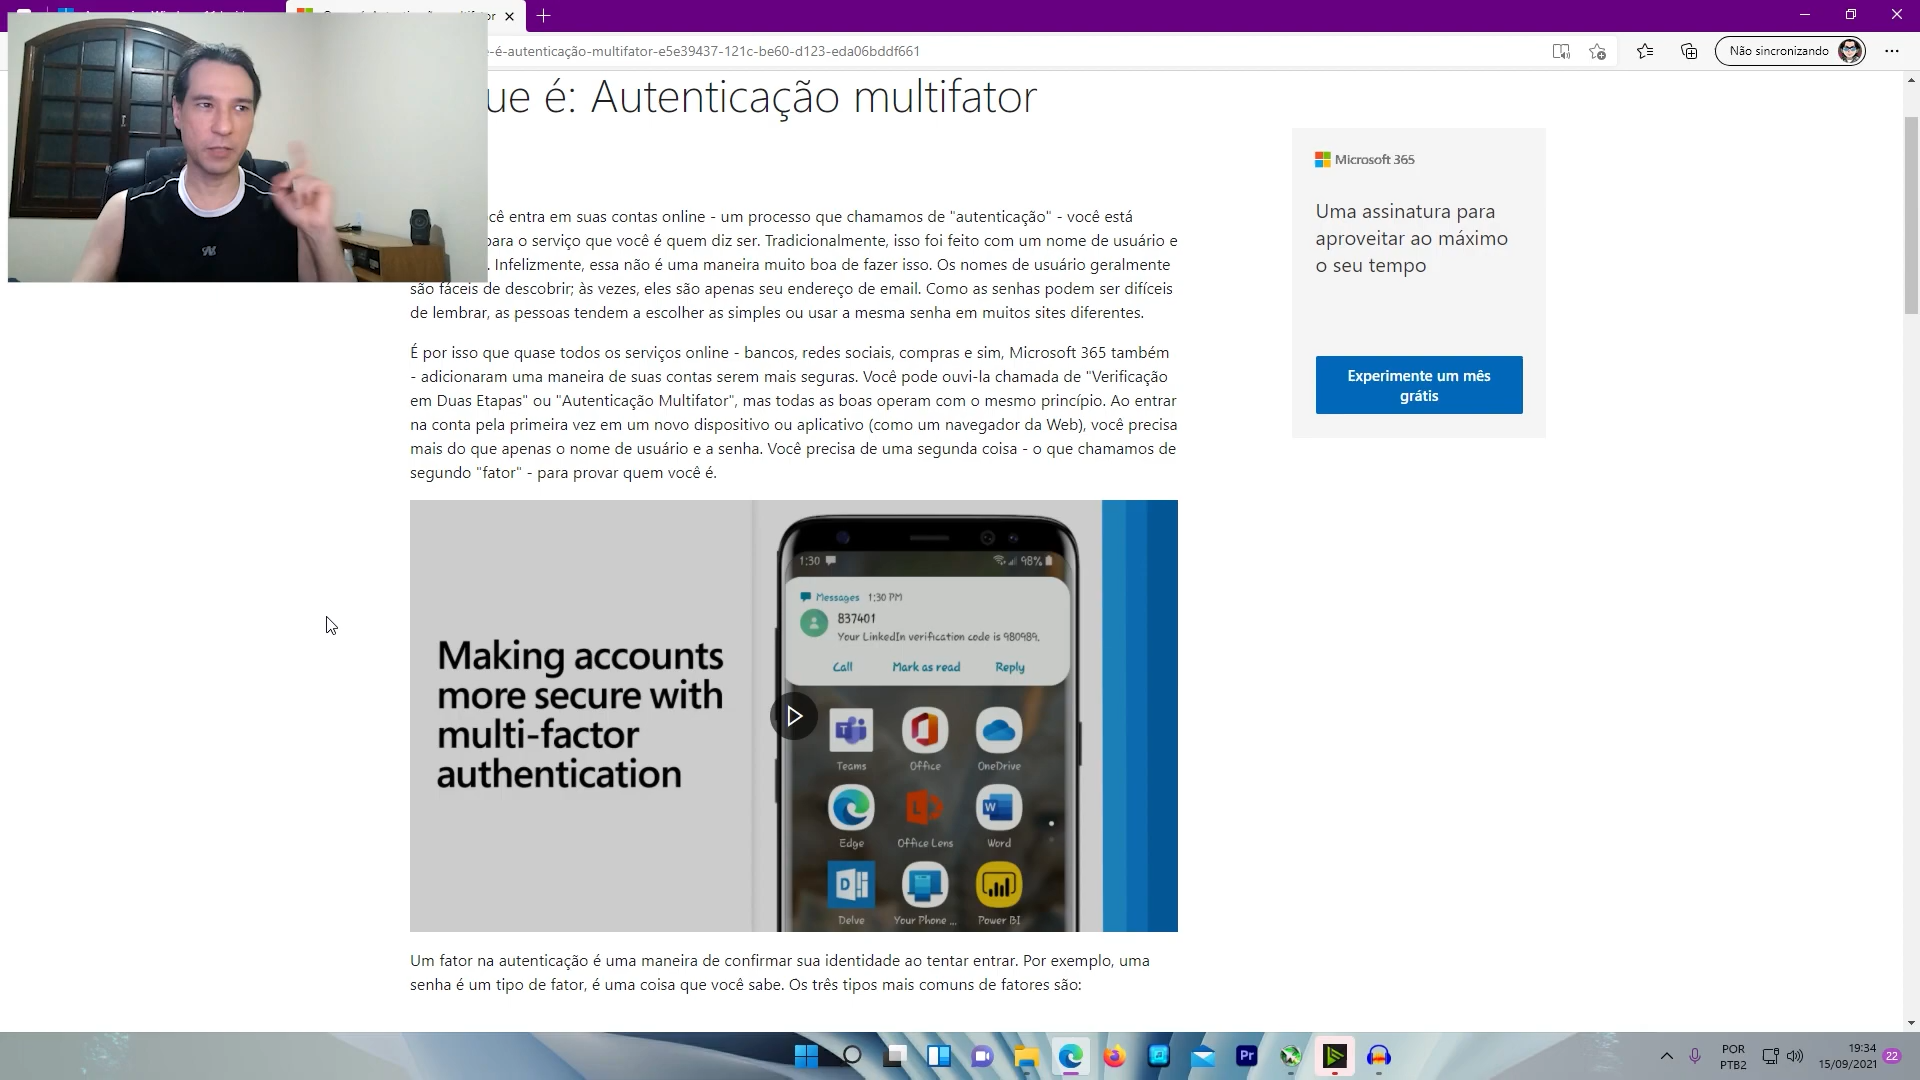 -é-autenticação-multifator-e5e39437-121c-be60-d123-eda06bddf661
Não sincronizando
ue é: Autenticação multifator
cê entra em suas contas online - um processo que chamamos de "autenticação" - você está
para o serviço que você é quem diz ser. Tradicionalmente, isso foi feito com um nome de usuário e
. Infelizmente, essa não é uma maneira muito boa de fazer isso. Os nomes de usuário geralmente
são fáceis de descobrir; às vezes, eles são apenas seu endereço de email. Como as senhas podem ser difíceis
de lembrar, as pessoas tendem a escolher as simples ou usar a mesma senha em muitos sites diferentes.
É por isso que quase todos os serviços online - bancos, redes sociais, compras e sim, Microsoft 365 também
- adicionaram uma maneira de suas contas serem mais seguras. Você pode ouvi-la chamada de "Verificação
em Duas Etapas" ou "Autenticação Multifator", mas todas as boas operam com o mesmo princípio. Ao entrar
na conta pela primeira vez em um novo dispositivo ou aplicativo (como um navegador da Web), você precisa
mais do que apenas o nome de usuário e a senha. Você precisa de uma segunda coisa - o que chamamos de
segundo "fator" - para provar quem você é.
Microsoft 365
Uma assinatura para
aproveitar ao máximo
o seu tempo
Experimente um mês
grátis
Making accounts
more secure with
multi-factor
authentication
1:30 98%
Messages 1:30 PM
837401
Your LinkedIn verification code is 980989.
Call Mark as read Reply
Teams Office OneDrive
Edge Office Lens Word
Delve Your Phone ... Power BI
Um fator na autenticação é uma maneira de confirmar sua identidade ao tentar entrar. Por exemplo, uma
senha é um tipo de fator, é uma coisa que você sabe. Os três tipos mais comuns de fatores são:
Pr
POR
PTB2
19:34
15/09/2021
22